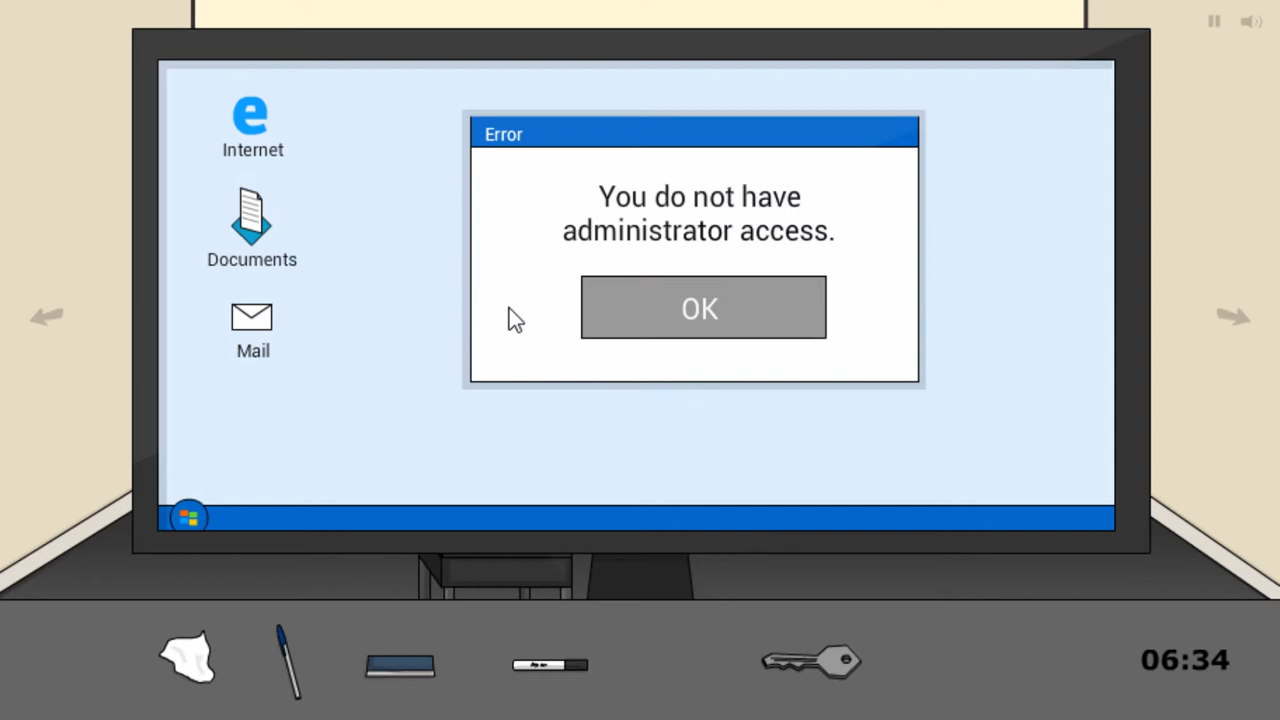 Internet
Documents
Mail
Error
You do not have
administrator access.
OK
06:34